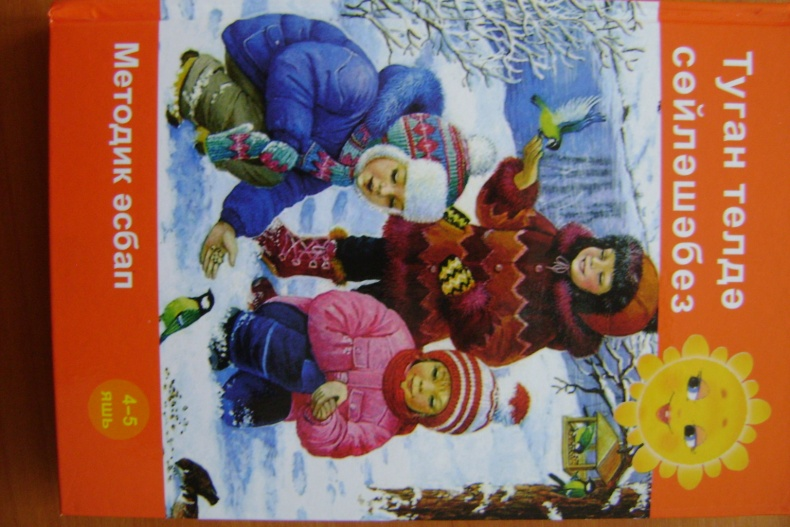 Туган телдә
сөйләшәбез
Методик әсбап
4–5
яшь